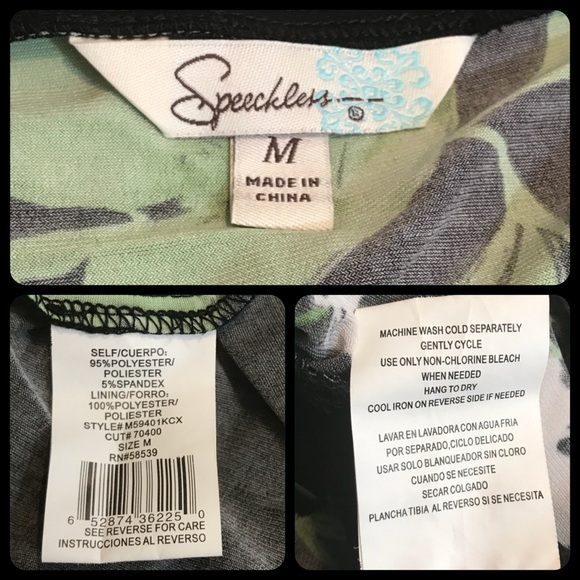 Speechless
®
M
MADE IN
CHINA
SELF/CUERPO:
95%POLYESTER/
POLIESTER
5%SPANDEX
LINING/FORRO:
100%POLYESTER/
POLIESTER
STYLE# M59401KCX
CUT# 70400
SIZE M
RN#58539
6 52874 36225 0
SEE REVERSE FOR CARE
INSTRUCCIONES AL REVERSO
MACHINE WASH COLD SEPARATELY
GENTLY CYCLE
USE ONLY NON-CHLORINE BLEACH
WHEN NEEDED
HANG TO DRY
COOL IRON ON REVERSE SIDE IF NEEDED
LAVAR EN LAVADORA CON AGUA FRIA
POR SEPARADO,CICLO DELICADO
USAR SOLO BLANQUEADOR SIN CLORO
CUANDO SE NECESITE
SECAR COLGADO
PLANCHA TIBIA AL REVERSO SI SE NECESITA